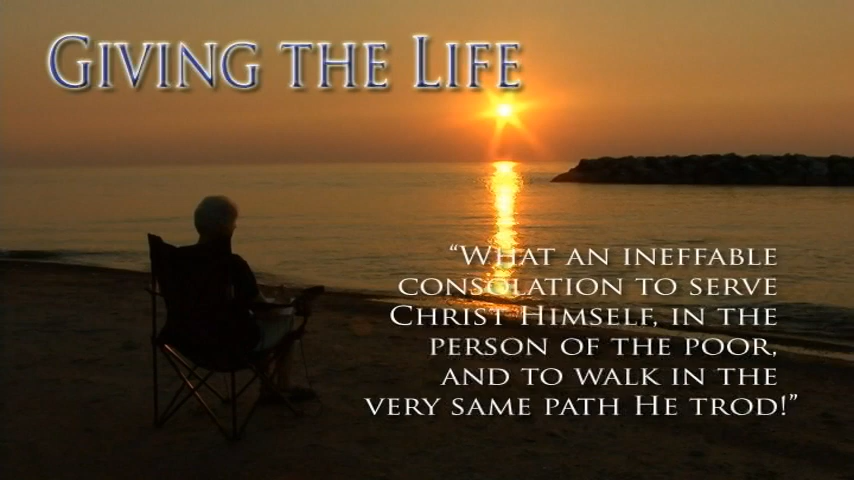 Giving the Life
“What an ineffable
consolation to serve
Christ Himself, in the
person of the poor,
and to walk in the
very same path He trod!”